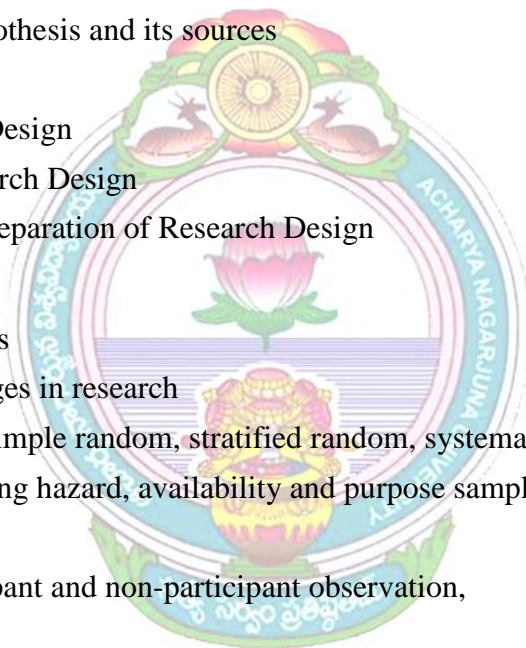 othesis and its sources
Design
rch Design
eparation of Research Design
s
ges in research
imple random, stratified random, systema
ng hazard, availability and purpose sampl
pant and non-participant observation,
ACHARYA NAGARJUNA